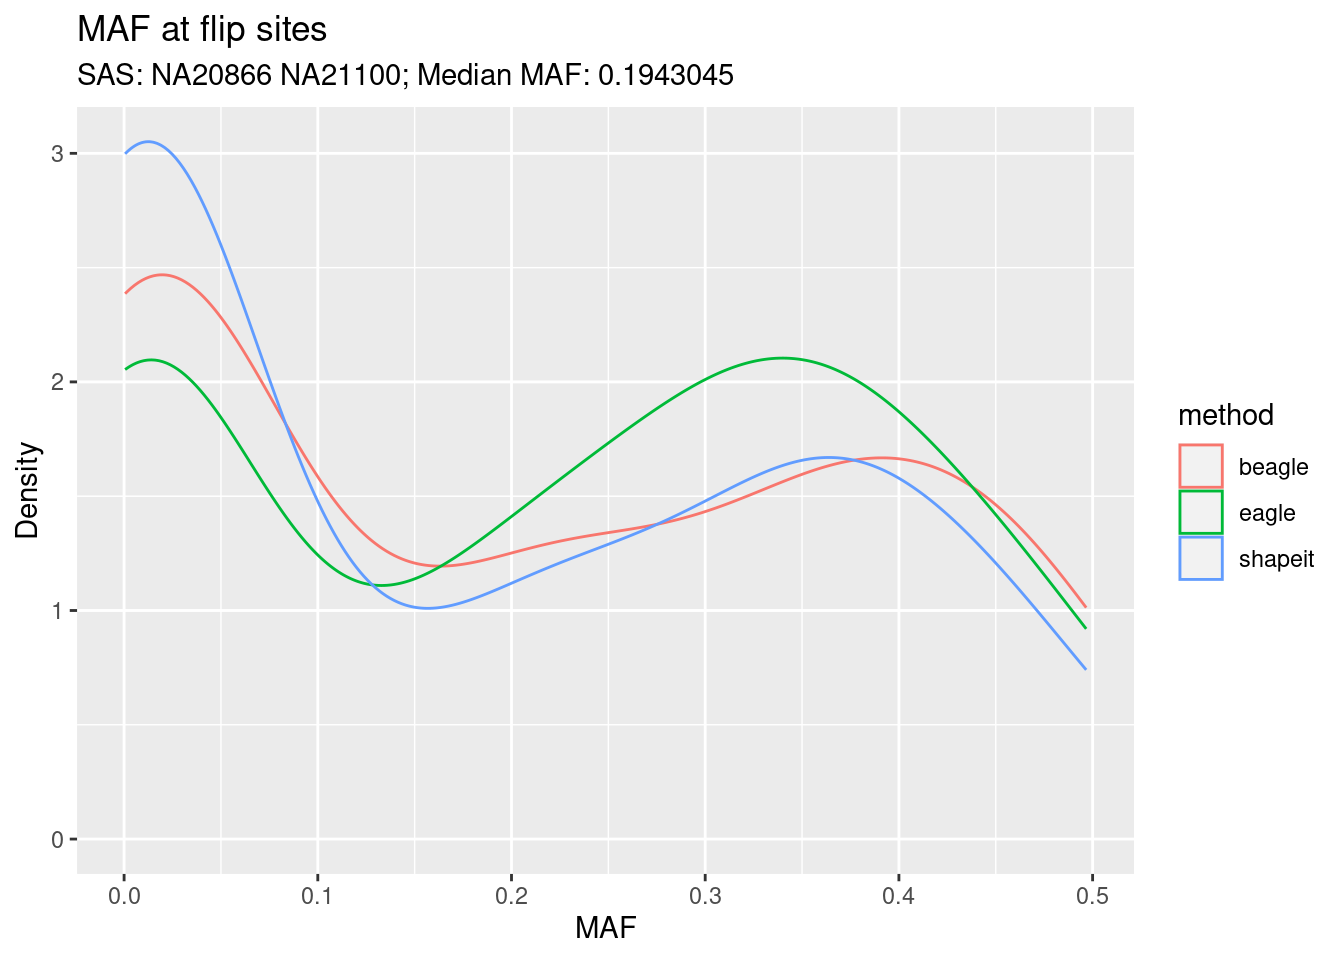 MAF at flip sites
SAS: NA20866 NA21100; Median MAF: 0.1943045
3
2
1
0
Density
0.0 0.1 0.2 0.3 0.4 0.5
MAF
method
beagle
eagle
shapeit